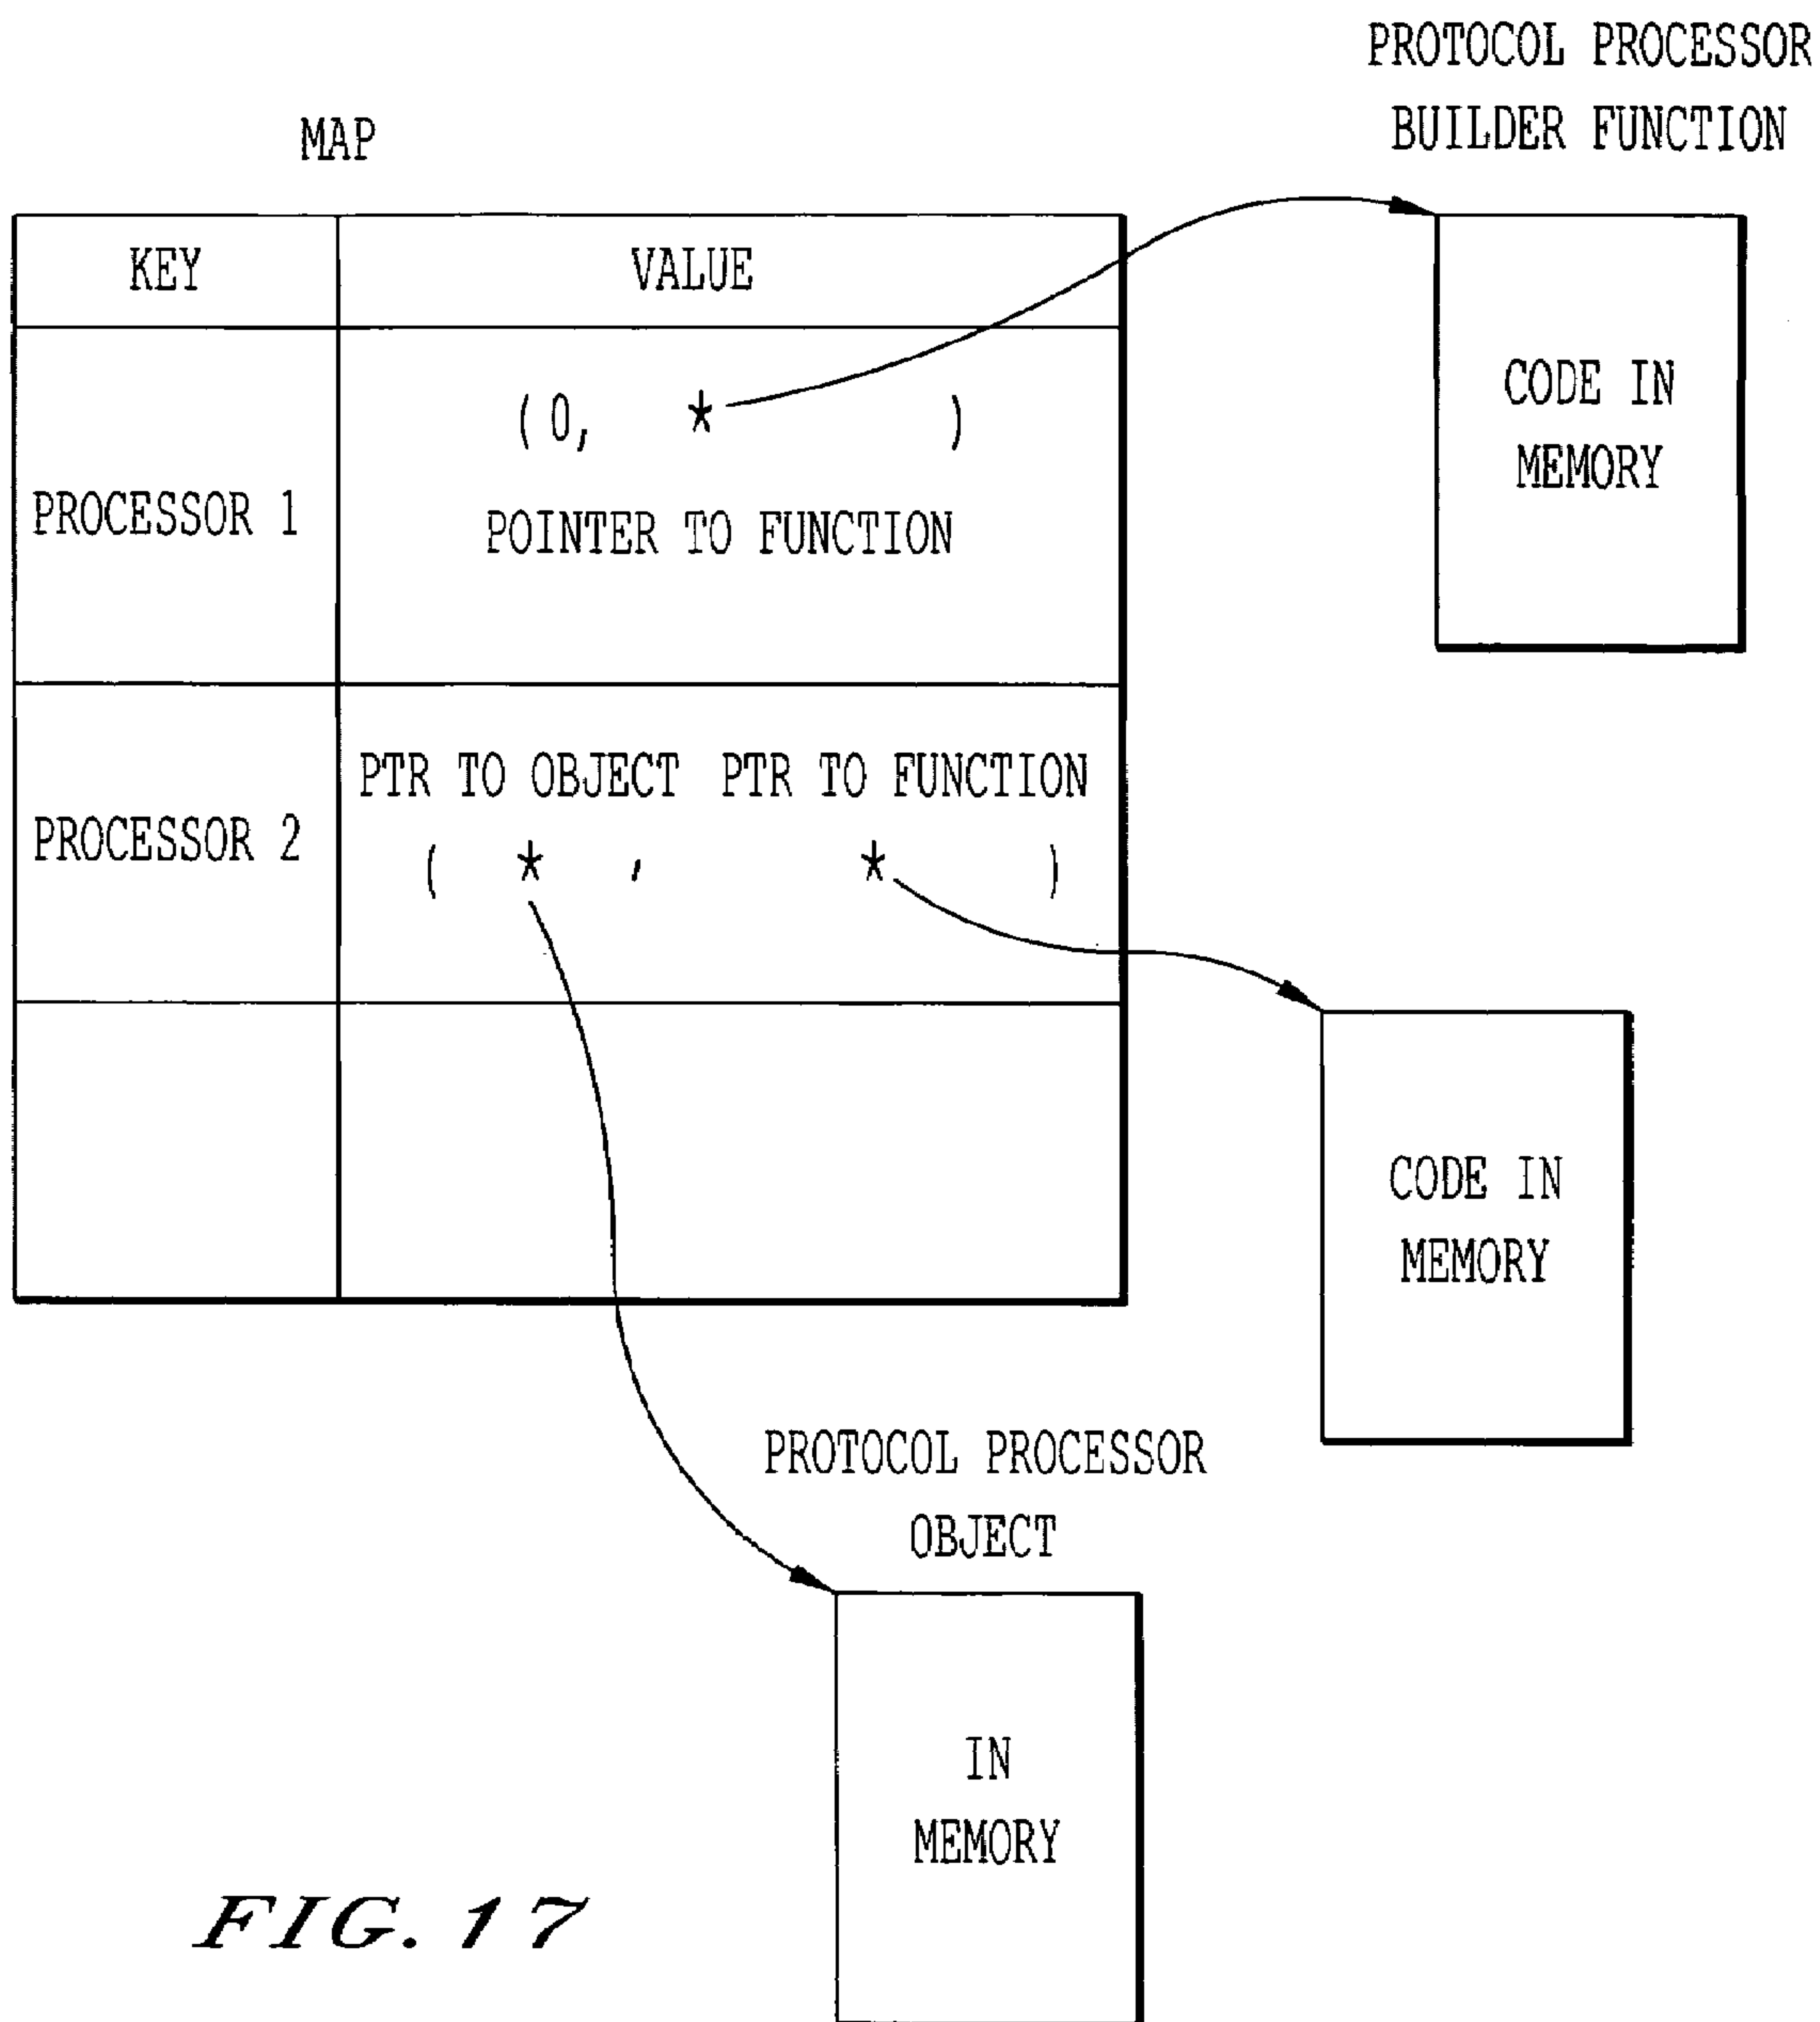 PROTOCOL PROCESSOR
BUILDER FUNCTION
MAP
KEY VALUE
CODE IN
MEMORY
(0, * )
PROCESSOR 1
POINTER TO FUNCTION
PTR TO OBJECT PTR TO FUNCTION
PROCESSOR 2
( * , * )
CODE IN
MEMORY
PROTOCOL PROCESSOR
OBJECT
IN
MEMORY
FIG. 17